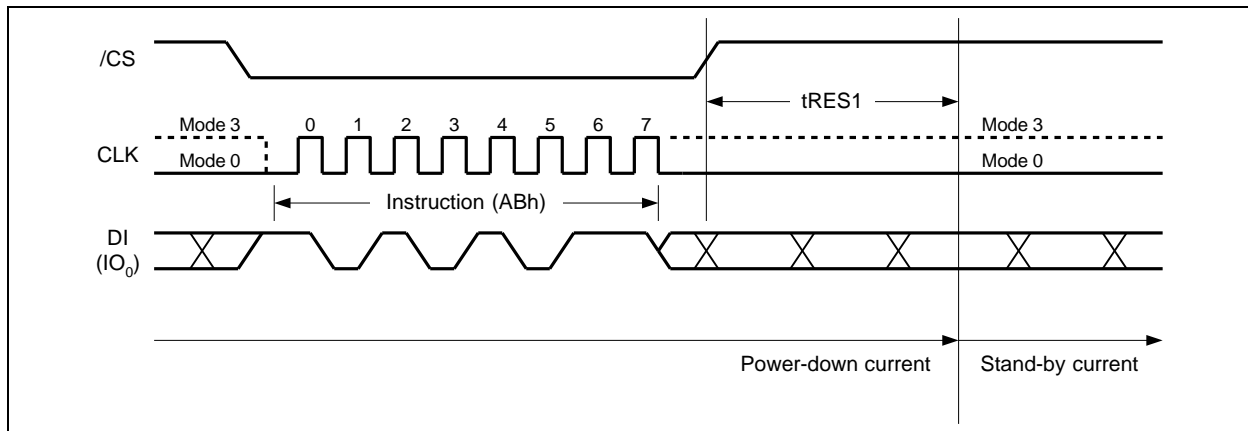 /CS
tRES1
Mode 3 0 1 2 3 4 5 6 7 Mode 3
CLK
Mode 0 Mode 0
Instruction (ABh)
DI
(IO0)
Power-down current Stand-by current